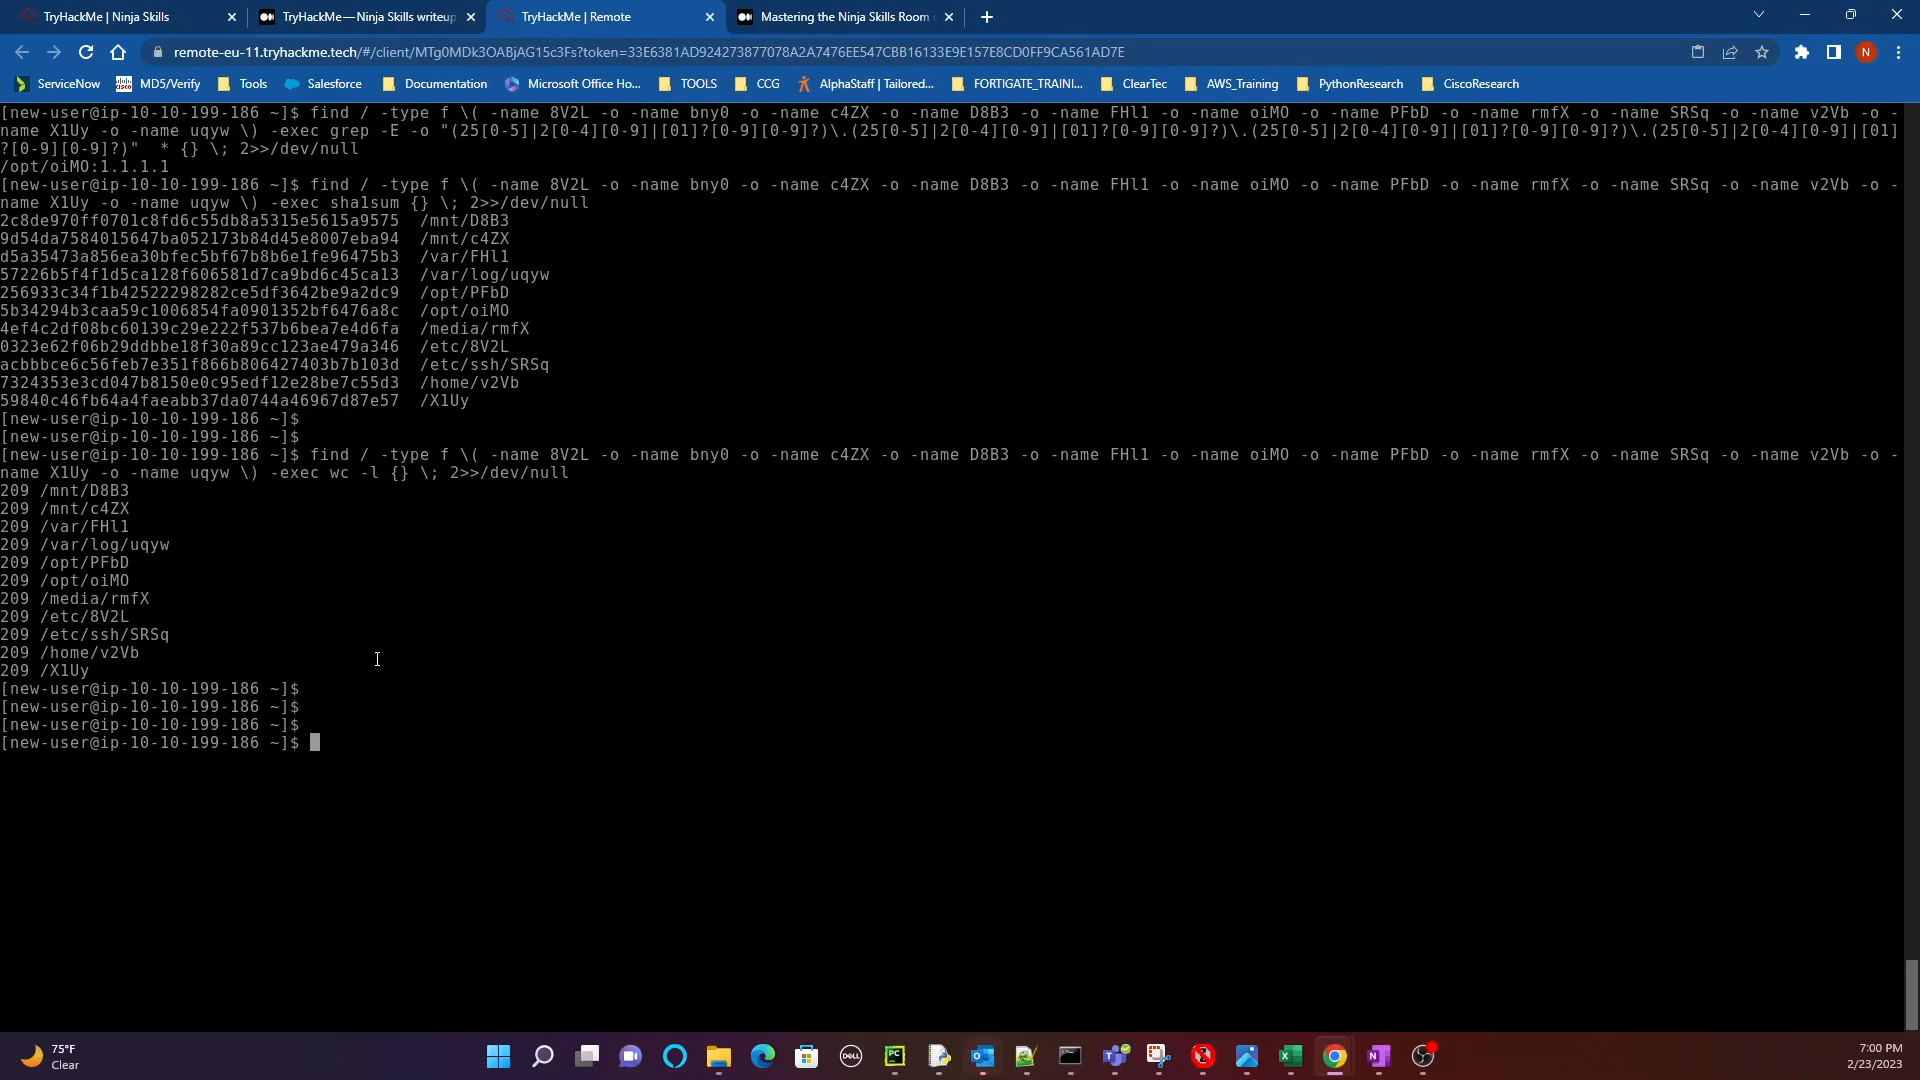 TryHackMe | Ninja Skills
TryHackMe — Ninja Skills writeup
TryHackMe | Remote
Mastering the Ninja Skills Room
remote-eu-11.tryhackme.tech/#/client/MTg0MDk3OABjAG15c3Fs?token=33E6381AD924273877078A2A7476EE547CBB16133E9E157E8CD0FF9CA561AD7E
N
ServiceNow MD5/Verify Tools Salesforce Documentation Microsoft Office Ho... TOOLS CCG AlphaStaff | Tailored... FORTIGATE_TRAINI... ClearTec AWS_Training PythonResearch CiscoResearch
[new-user@ip-10-10-199-186 ~]$ find / -type f \( -name 8V2L -o -name bny0 -o -name c4ZX -o -name D8B3 -o -name FHl1 -o -name oiMO -o -name PFbD -o -name rmfX -o -name SRSq -o -name v2Vb -o -
name X1Uy -o -name uqyw \) -exec grep -E -o "(25[0-5]|2[0-4][0-9]|[01]?[0-9][0-9]?)\.(25[0-5]|2[0-4][0-9]|[01]?[0-9][0-9]?)\.(25[0-5]|2[0-4][0-9]|[01]?[0-9][0-9]?)\.(25[0-5]|2[0-4][0-9]|[01]
?[0-9][0-9]?)"  * {} \; 2>>/dev/null
/opt/oiMO:1.1.1.1
[new-user@ip-10-10-199-186 ~]$ find / -type f \( -name 8V2L -o -name bny0 -o -name c4ZX -o -name D8B3 -o -name FHl1 -o -name oiMO -o -name PFbD -o -name rmfX -o -name SRSq -o -name v2Vb -o -
name X1Uy -o -name uqyw \) -exec sha1sum {} \; 2>>/dev/null
2c8de970ff0701c8fd6c55db8a5315e5615a9575  /mnt/D8B3
9d54da7584015647ba052173b84d45e8007eba94  /mnt/c4ZX
d5a35473a856ea30bfec5bf67b8b6e1fe96475b3  /var/FHl1
57226b5f4f1d5ca128f606581d7ca9bd6c45ca13  /var/log/uqyw
256933c34f1b42522298282ce5df3642be9a2dc9  /opt/PFbD
5b34294b3caa59c1006854fa0901352bf6476a8c  /opt/oiMO
4ef4c2df08bc60139c29e222f537b6bea7e4d6fa  /media/rmfX
0323e62f06b29ddbbe18f30a89cc123ae479a346  /etc/8V2L
acbbbce6c56feb7e351f866b806427403b7b103d  /etc/ssh/SRSq
7324353e3cd047b8150e0c95edf12e28be7c55d3  /home/v2Vb
59840c46fb64a4faeabb37da0744a46967d87e57  /X1Uy
[new-user@ip-10-10-199-186 ~]$
[new-user@ip-10-10-199-186 ~]$
[new-user@ip-10-10-199-186 ~]$ find / -type f \( -name 8V2L -o -name bny0 -o -name c4ZX -o -name D8B3 -o -name FHl1 -o -name oiMO -o -name PFbD -o -name rmfX -o -name SRSq -o -name v2Vb -o -
name X1Uy -o -name uqyw \) -exec wc -l {} \; 2>>/dev/null
209 /mnt/D8B3
209 /mnt/c4ZX
209 /var/FHl1
209 /var/log/uqyw
209 /opt/PFbD
209 /opt/oiMO
209 /media/rmfX
209 /etc/8V2L
209 /etc/ssh/SRSq
209 /home/v2Vb
209 /X1Uy
[new-user@ip-10-10-199-186 ~]$
[new-user@ip-10-10-199-186 ~]$
[new-user@ip-10-10-199-186 ~]$
[new-user@ip-10-10-199-186 ~]$
75°F
Clear
7:00 PM
2/23/2023